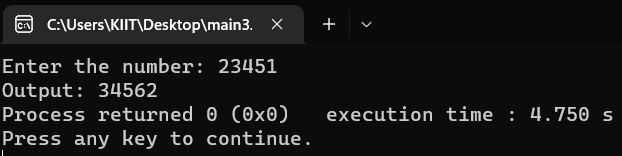 C:\Users\KIIT\Desktop\main3.
Enter the number: 23451
Output: 34562
Process returned 0 (0x0)   execution time : 4.750 s
Press any key to continue.